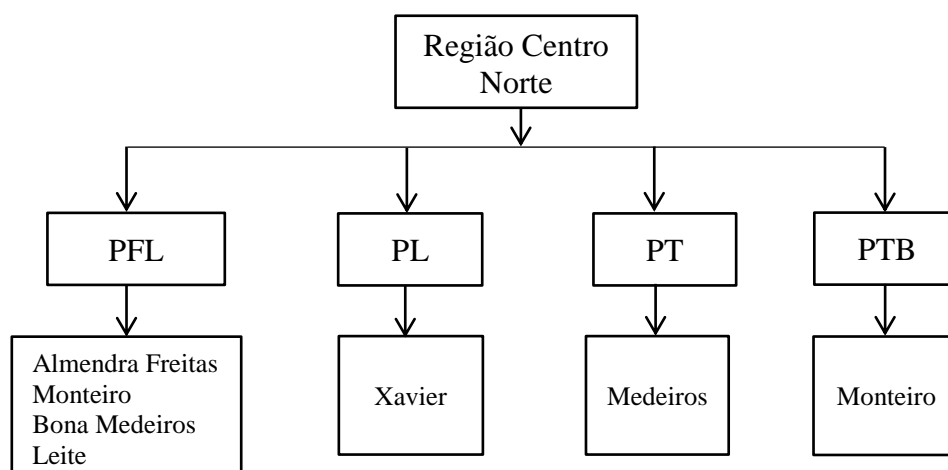 Região Centro
Norte
PFL
PL
PT
PTB
Almendra Freitas
Monteiro
Bona Medeiros
Leite
Xavier
Medeiros
Monteiro